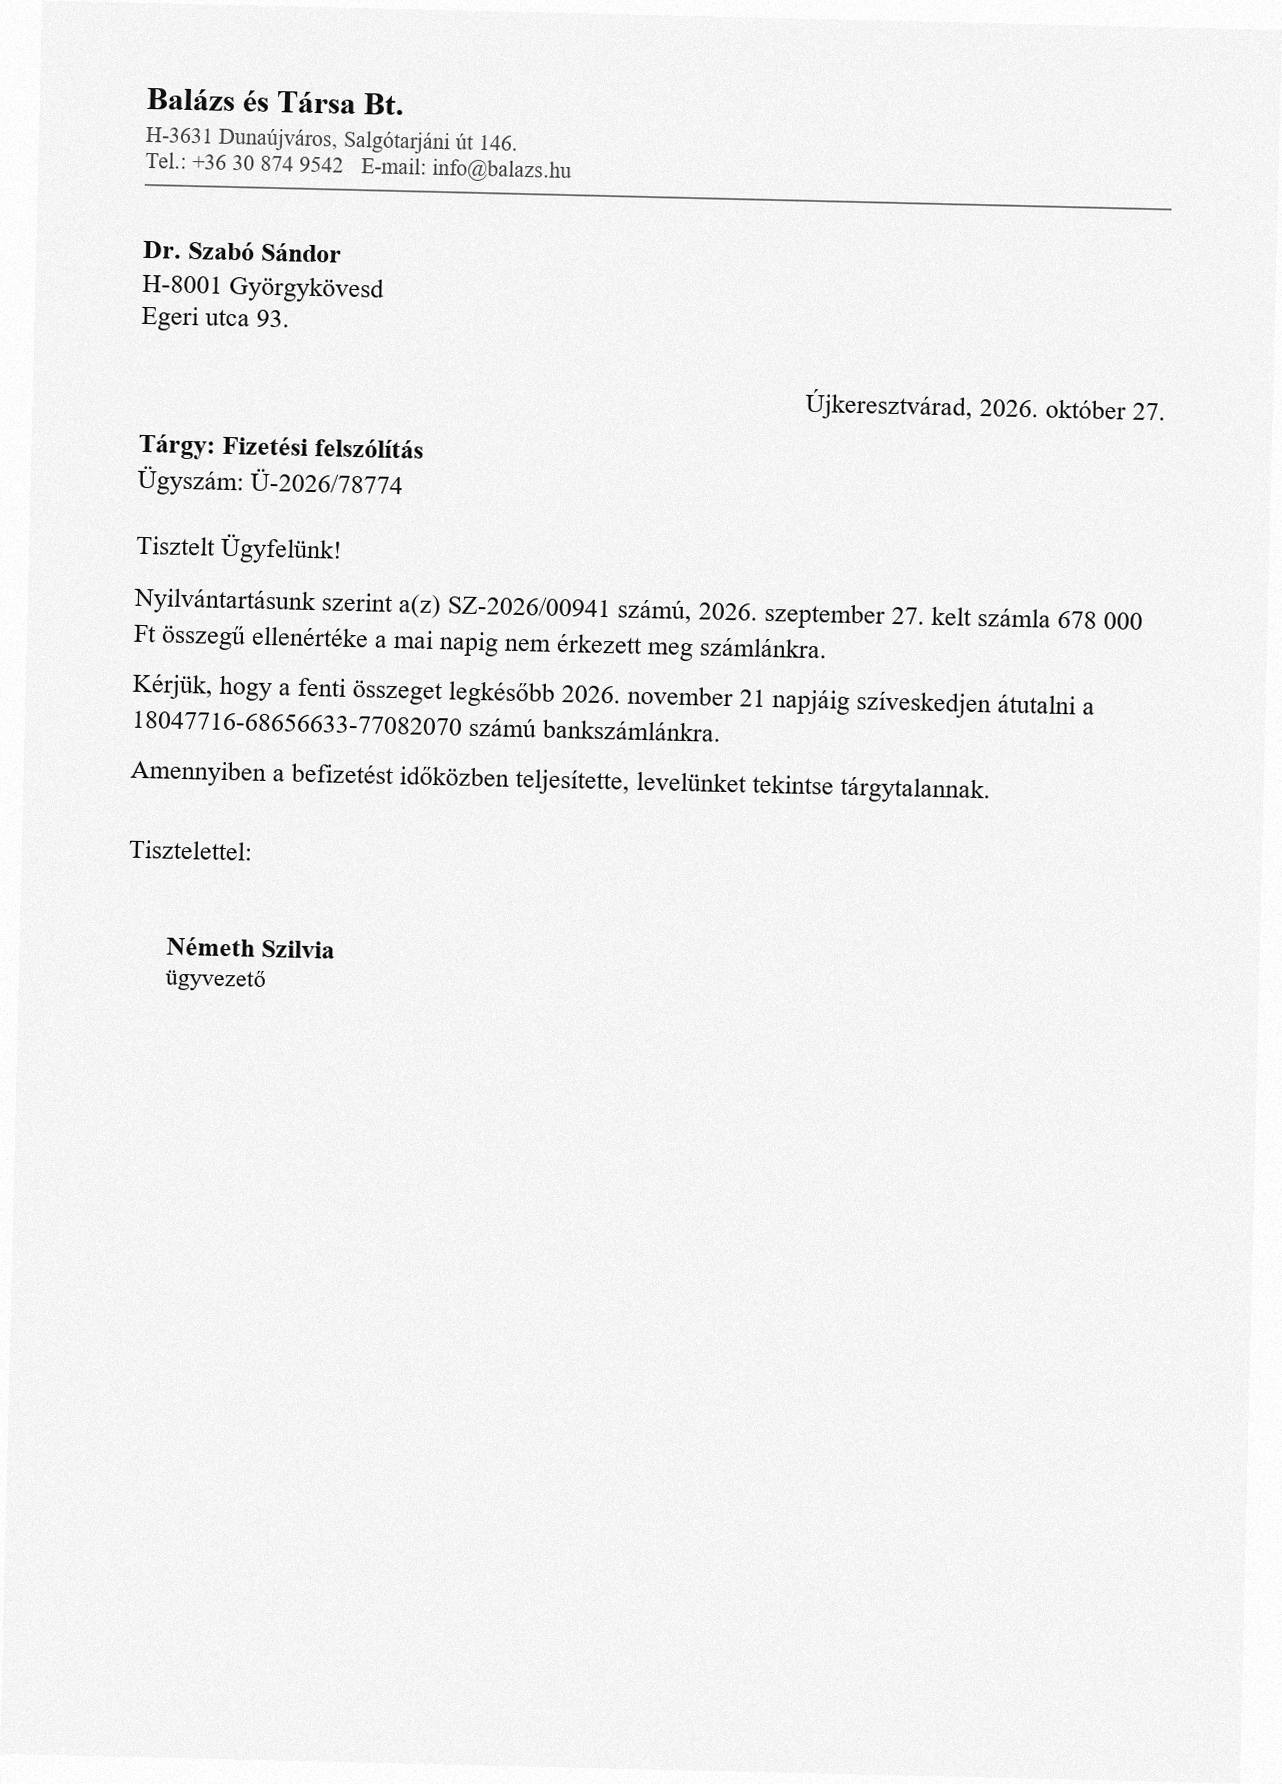 Balázs és Társa Bt.
H-3631 Dunaújváros, Salgótarjáni út 146.
Tel.: +36 30 874 9542 E-mail: info@balazs.hu
Dr. Szabó Sándor
H-8001 Györgykövesd
Egeri utca 93.
Újkeresztvárad, 2026. október 27.
Tárgy: Fizetési felszólítás
Ügyszám: Ü-2026/78774
Tisztelt Ügyfelünk!
Nyilvántartásunk szerint a(z) SZ-2026/00941 számú, 2026. szeptember 27. kelt számla 678 000
Ft összegű ellenértéke a mai napig nem érkezett meg számlánkra.
Kérjük, hogy a fenti összeget legkésőbb 2026. november 21 napjáig szíveskedjen átutalni a
18047716-68656633-77082070 számú bankszámlánkra.
Amennyiben a befizetést időközben teljesítette, levelünket tekintse tárgytalannak.
Tisztelettel:
Németh Szilvia
ügyvezető